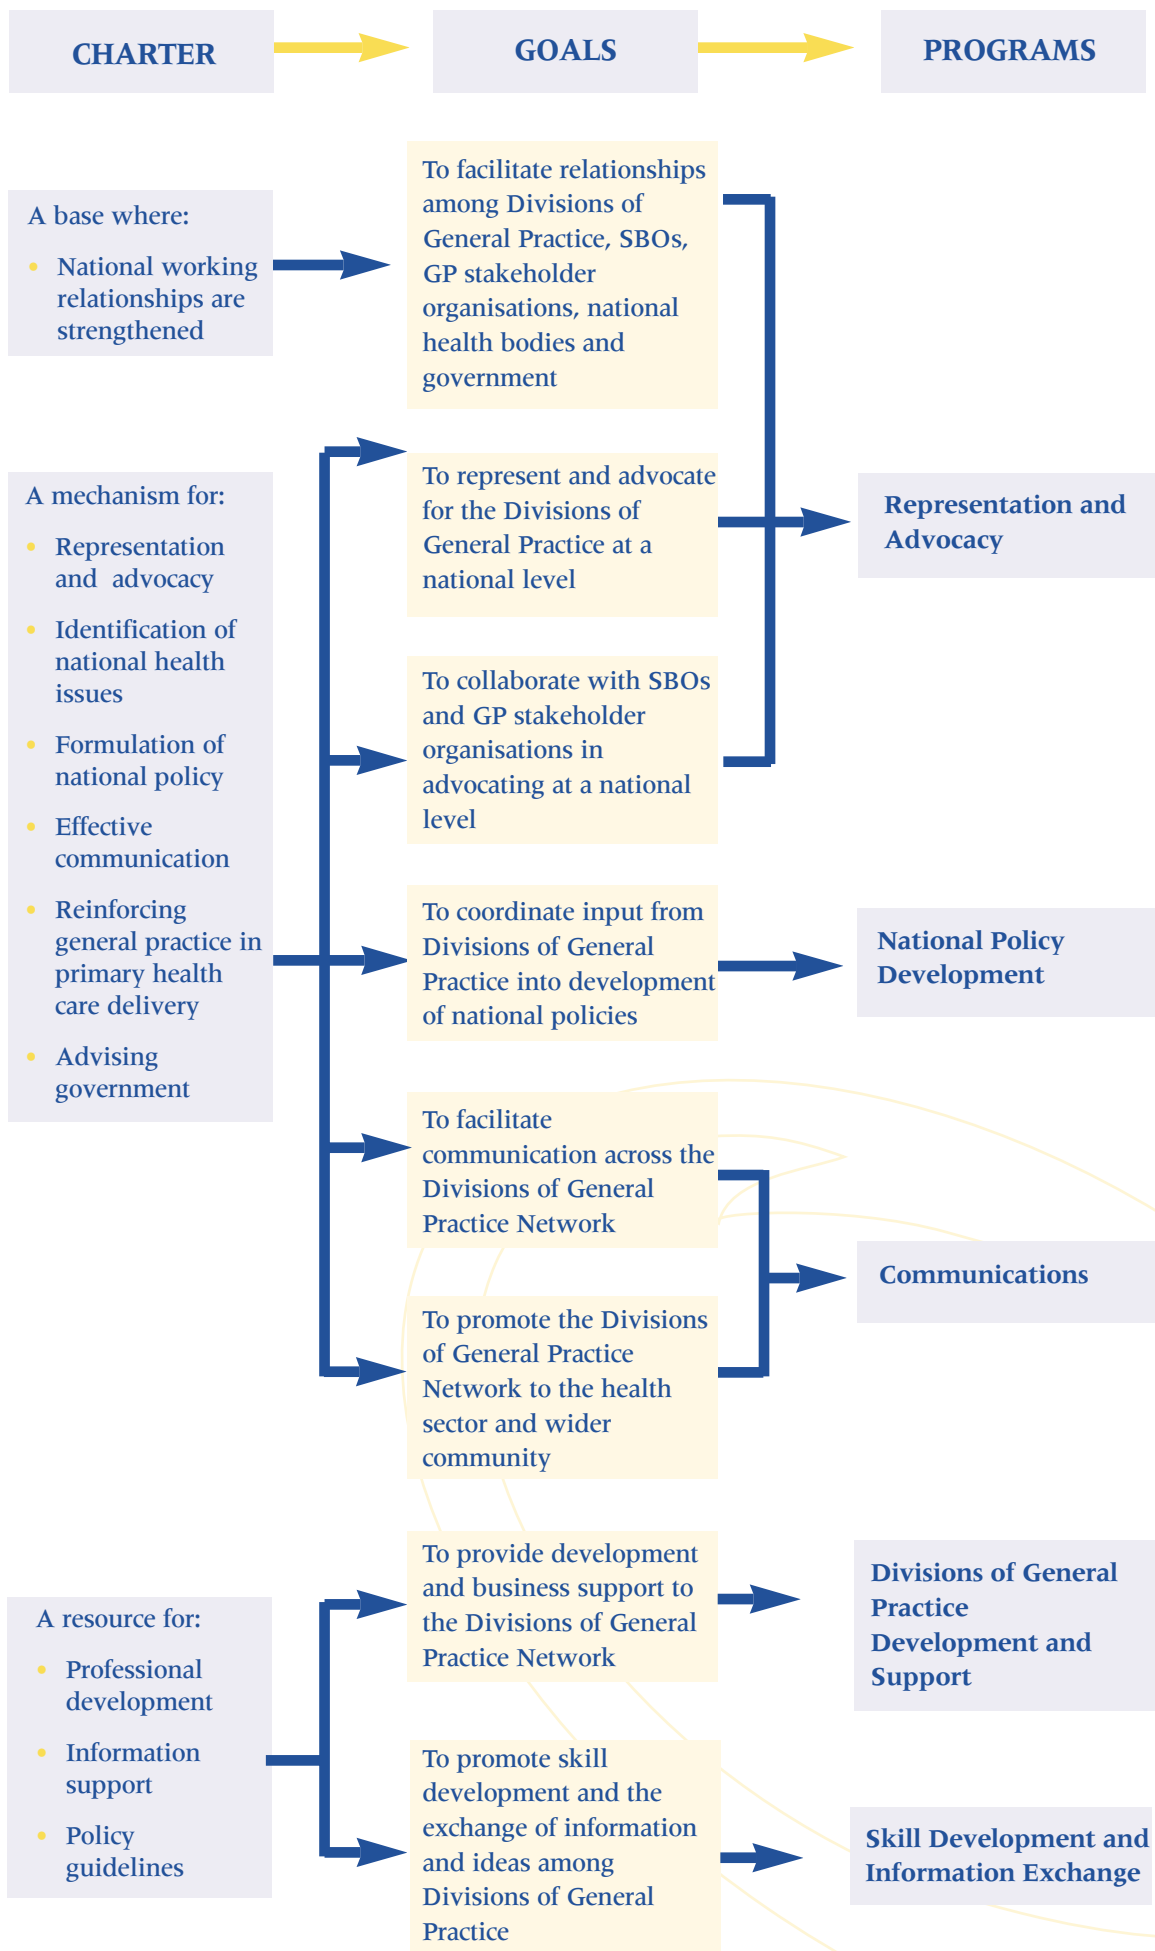 CHARTER
GOALS
PROGRAMS
A base where:
• National working
relationships are
strengthened
To facilitate relationships
among Divisions of
General Practice, SBOs,
GP stakeholder
organisations, national
health bodies and
government
A mechanism for:
• Representation
and advocacy
• Identification of
national health
issues
• Formulation of
national policy
• Effective
communication
• Reinforcing
general practice in
primary health
care delivery
• Advising
government
To represent and advocate
for the Divisions of
General Practice at a
national level
To collaborate with SBOs
and GP stakeholder
organisations in
advocating at a national
level
Representation and
Advocacy
To coordinate input from
Divisions of General
Practice into development
of national policies
National Policy
Development
To facilitate
communication across the
Divisions of General
Practice Network
To promote the Divisions
of General Practice
Network to the health
sector and wider
community
Communications
A resource for:
• Professional
development
• Information
support
• Policy
guidelines
To provide development
and business support to
the Divisions of General
Practice Network
Divisions of General
Practice
Development and
Support
To promote skill
development and the
exchange of information
and ideas among
Divisions of General
Practice
Skill Development and
Information Exchange